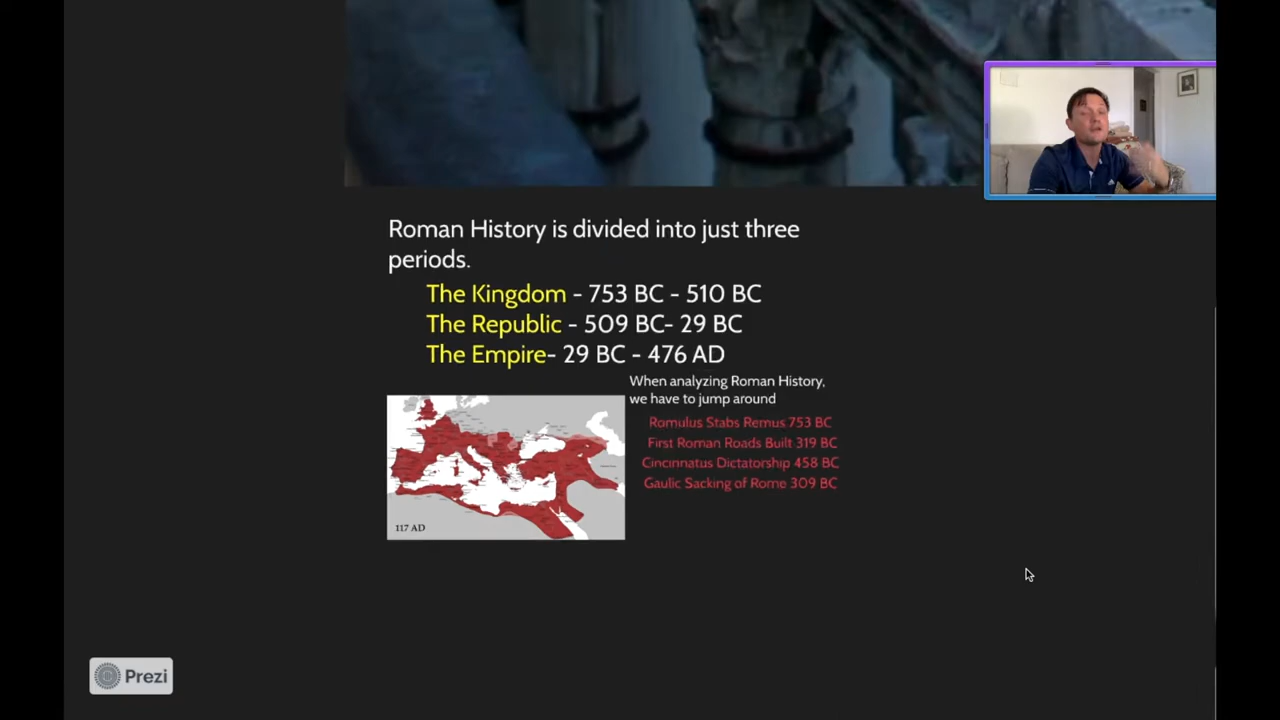 Roman History is divided into just three
periods.
The Kingdom - 753 BC - 510 BC
The Republic - 509 BC- 29 BC
The Empire- 29 BC - 476 AD
When analyzing Roman History,
we have to jump around
Romulus Stabs Remus 753 BC
First Roman Roads Built 319 BC
Cincinnatus Dictatorship 458 BC
Gaulic Sacking of Rome 309 BC
117 AD
Prezi